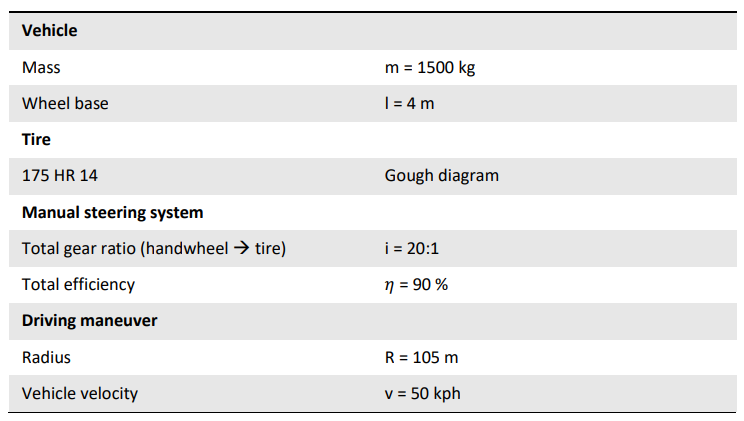 Vehicle
Mass m = 1500 kg
Wheel base l = 4 m
Tire
175 HR 14 Gough diagram
Manual steering system
Total gear ratio (handwheel → tire) i = 20:1
Total efficiency η = 90 %
Driving maneuver
Radius R = 105 m
Vehicle velocity v = 50 kph